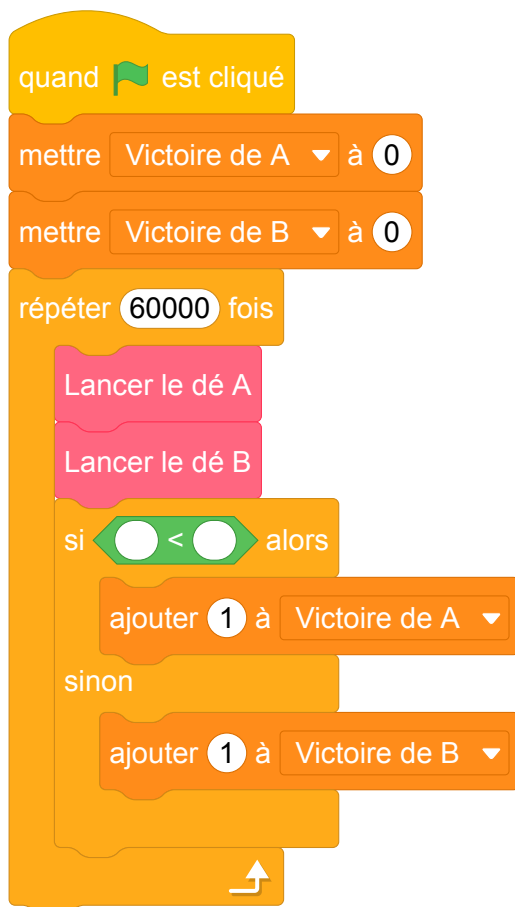 quand est cliqué
mettre Victoire de A à 0
mettre Victoire de B à 0
répéter 60000 fois
Lancer le dé A
Lancer le dé B
si < alors
ajouter 1 à Victoire de A
sinon
ajouter 1 à Victoire de B